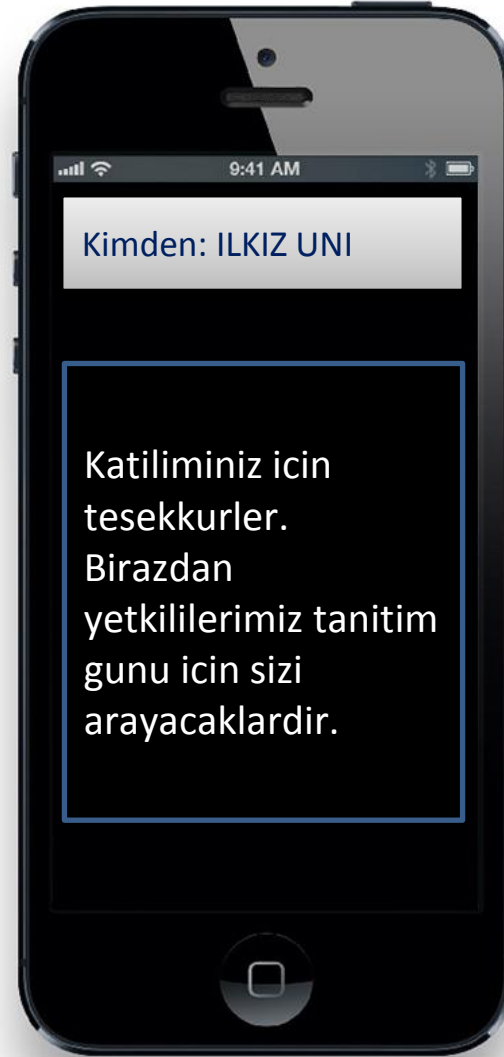 9:41 AM
Kimden: ILKIZ UNI
Katiliminiz icin
tesekkurler.
Birazdan
yetkililerimiz tanitim
gunu icin sizi
arayacaklardir.